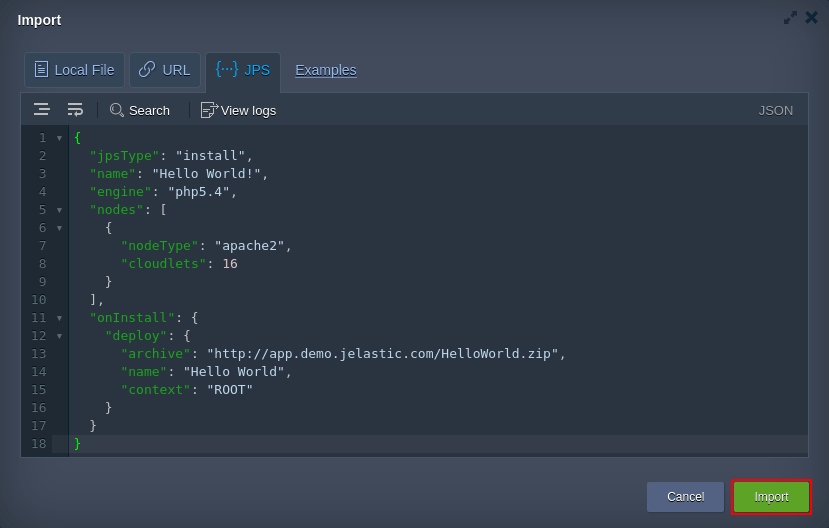 Import
Local File URL {···} JPS Examples
Search View logs JSON
1 {
2   "jpsType": "install",
3   "name": "Hello World!",
4   "engine": "php5.4",
5   "nodes": [
6     {
7       "nodeType": "apache2",
8       "cloudlets": 16
9     }
10   ],
11   "onInstall": {
12     "deploy": {
13       "archive": "http://app.demo.jelastic.com/HelloWorld.zip",
14       "name": "Hello World",
15       "context": "ROOT"
16     }
17   }
18 }
Cancel Import